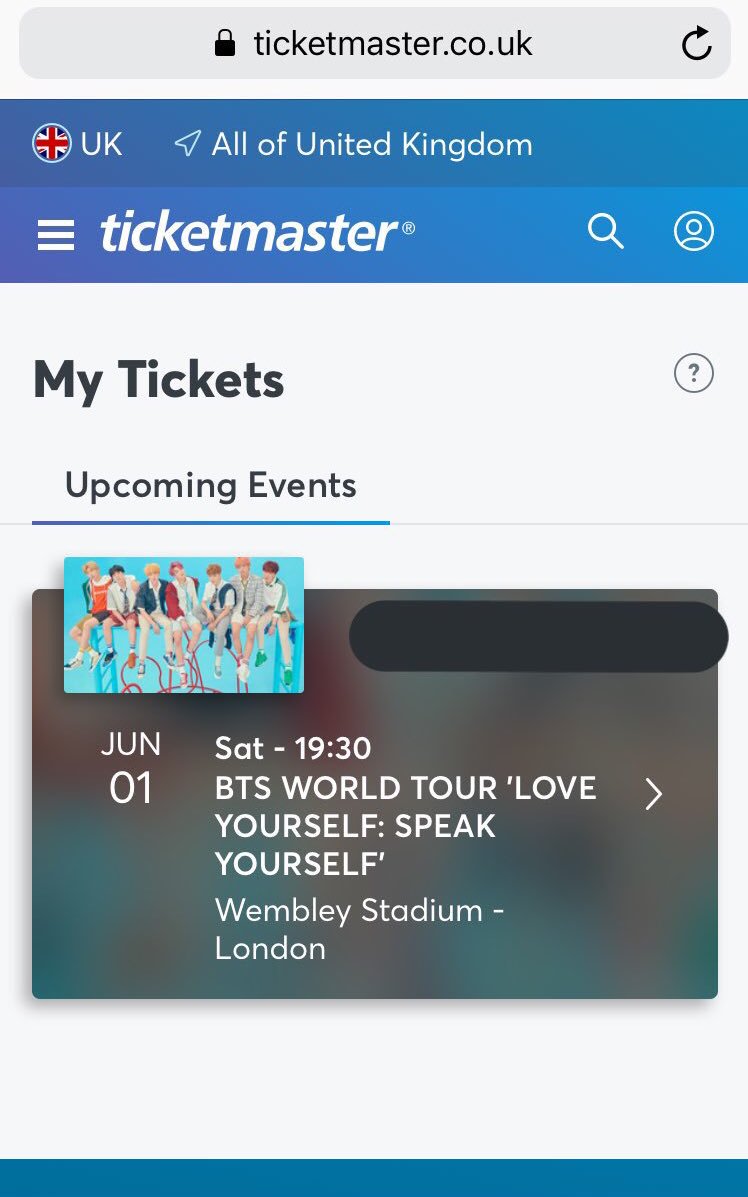 ticketmaster.co.uk
UK All of United Kingdom
ticketmaster®
My Tickets
?
Upcoming Events
JUN
01
Sat - 19:30
BTS WORLD TOUR 'LOVE
YOURSELF: SPEAK
YOURSELF'
Wembley Stadium -
London